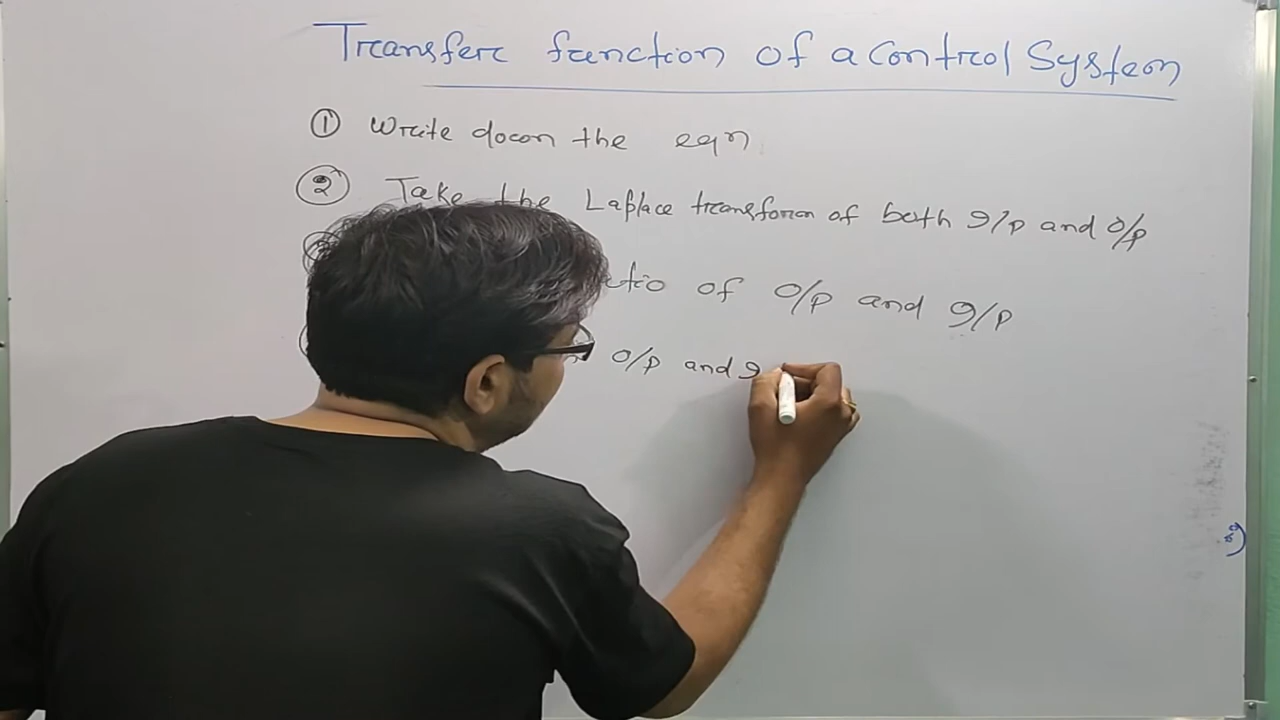 Transfer function of a Control System
① Write down the eqn
② Take the Laplace transform of both I/p and O/p
of O/p and I/p
O/p and I